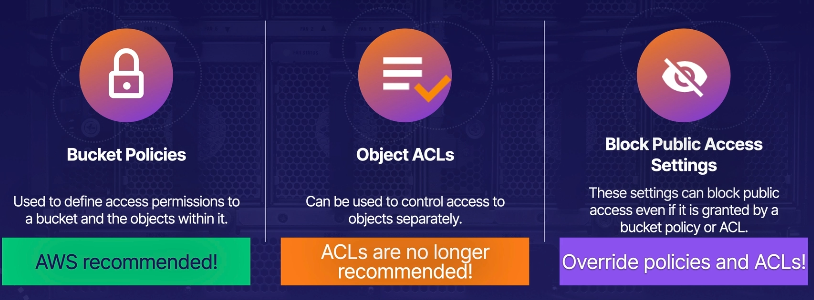 Bucket Policies
Used to define access permissions to
a bucket and the objects within it.
AWS recommended!
Object ACLs
Can be used to control access to
objects separately.
ACLs are no longer
recommended!
Block Public Access
Settings
These settings can block public
access even if it is granted by a
bucket policy or ACL.
Override policies and ACLs!